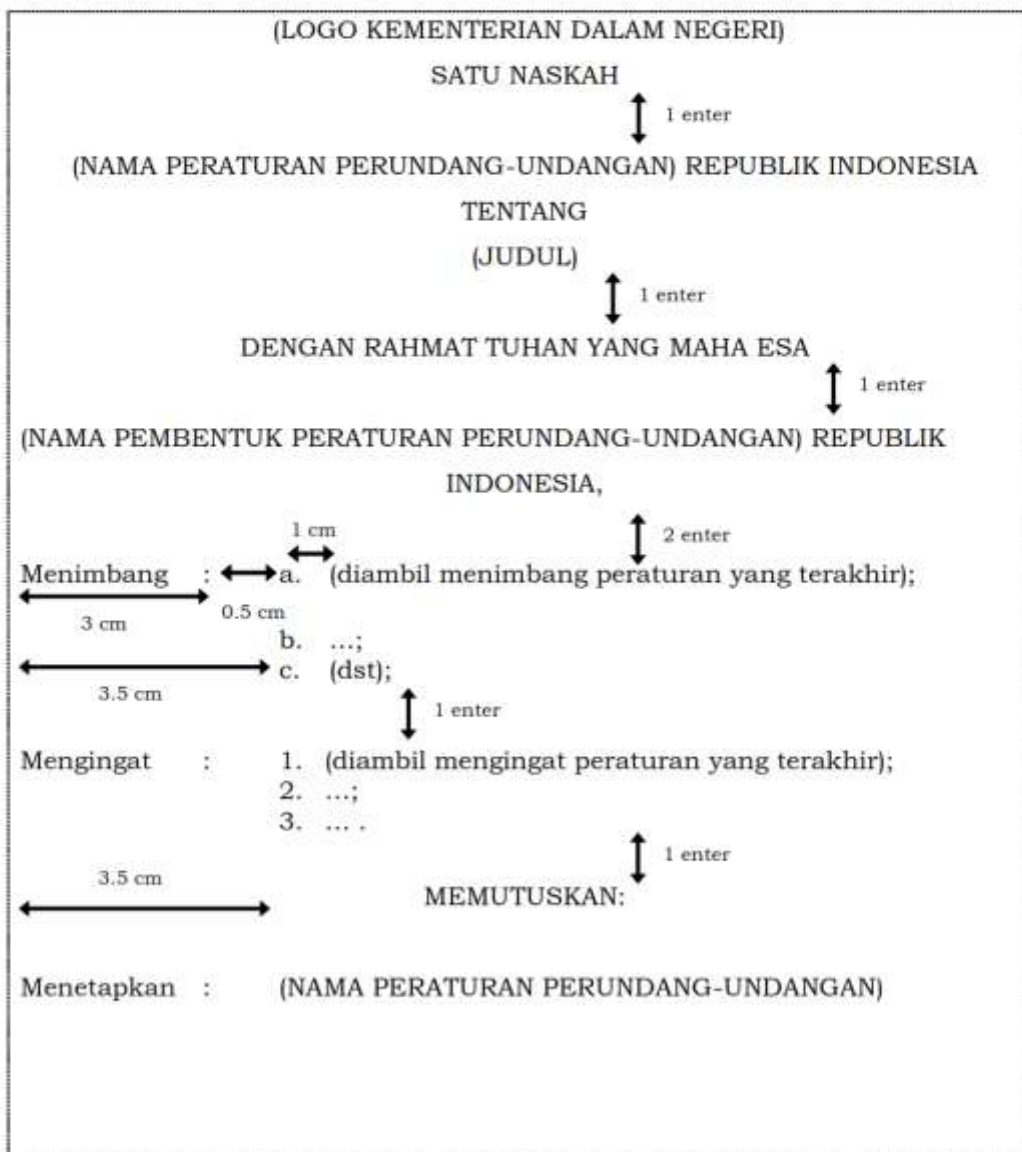 (LOGO KEMENTERIAN DALAM NEGERI)
SATU NASKAH
1 enter
(NAMA PERATURAN PERUNDANG-UNDANGAN) REPUBLIK INDONESIA
TENTANG
(JUDUL)
1 enter
DENGAN RAHMAT TUHAN YANG MAHA ESA
1 enter
(NAMA PEMBENTUK PERATURAN PERUNDANG-UNDANGAN) REPUBLIK
INDONESIA,
1 cm
2 enter
Menimbang : a. (diambil menimbang peraturan yang terakhir);
3 cm
0.5 cm
b. ...;
c. (dst);
3.5 cm
1 enter
Mengingat : 1. (diambil mengingat peraturan yang terakhir);
2. ...;
3. ... .
1 enter
3.5 cm
MEMUTUSKAN:
Menetapkan : (NAMA PERATURAN PERUNDANG-UNDANGAN)